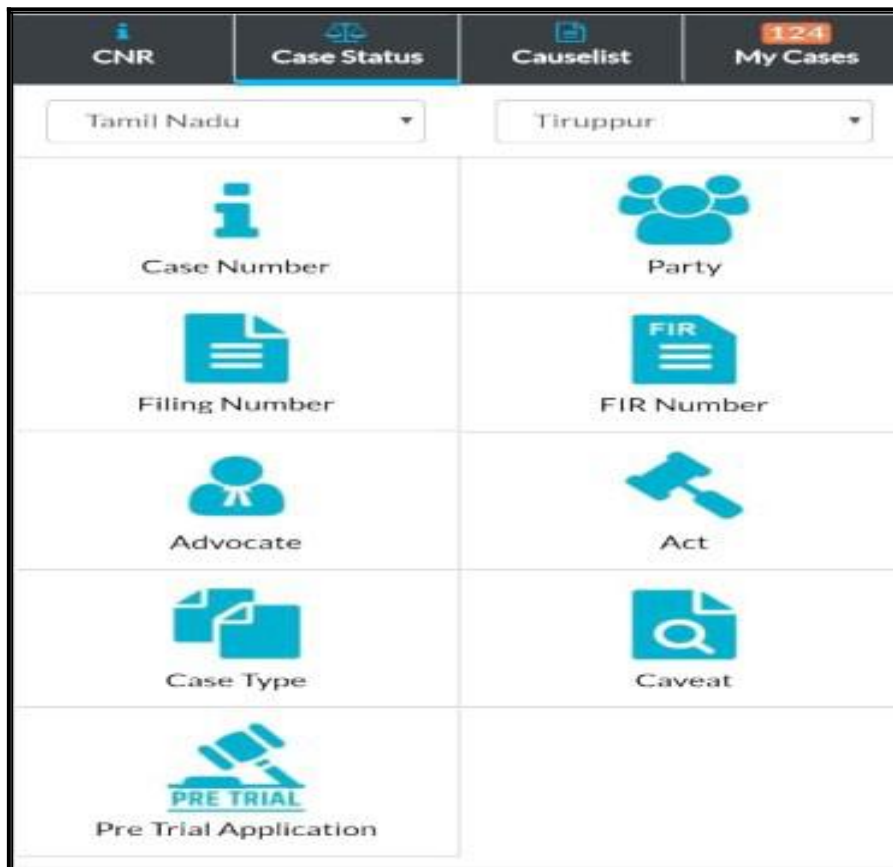 124
CNR Case Status Causelist My Cases
Tamil Nadu Tiruppur
Case Number Party
FIR
Filing Number FIR Number
Advocate Act
Case Type Caveat
PRE TRIAL
Pre Trial Application